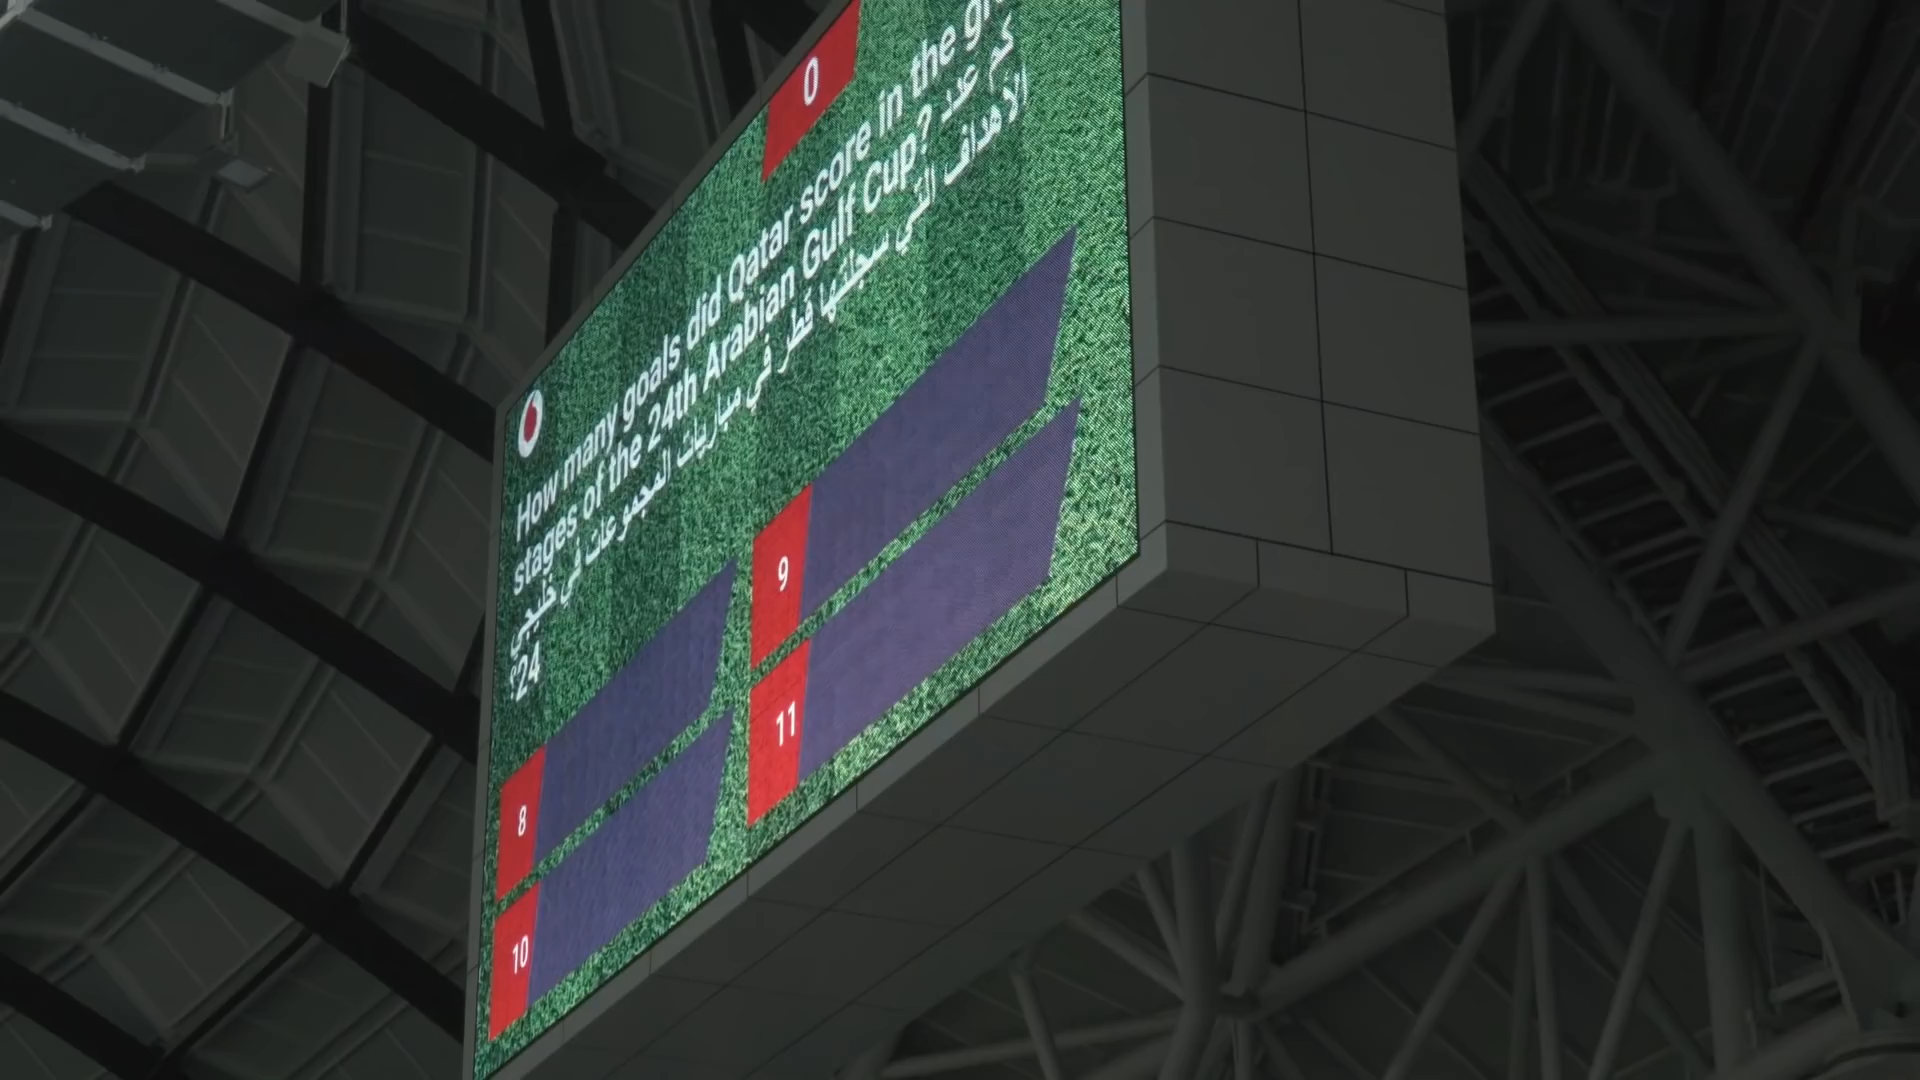 0
How many goals did Qatar score in the
stages of the 24th Arabian Gulf Cup? كم عدد
الأهداف التي سجلتها قطر في مباريات المجموعات في خليجي
24؟
8
9
10
11